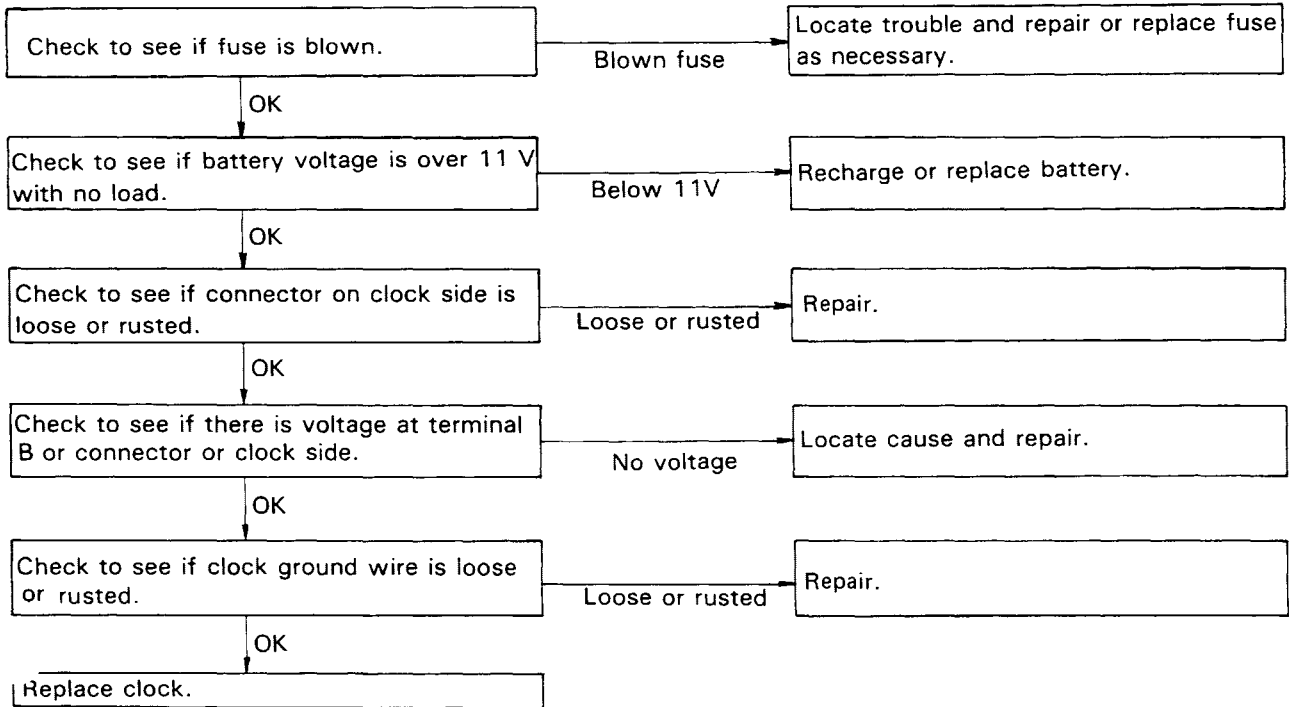 Check to see if fuse is blown.
Blown fuse
Locate trouble and repair or replace fuse
as necessary.
OK
Check to see if battery voltage is over 11 V
with no load.
Below 11V
Recharge or replace battery.
OK
Check to see if connector on clock side is
loose or rusted.
Loose or rusted
Repair.
OK
Check to see if there is voltage at terminal
B or connector or clock side.
No voltage
Locate cause and repair.
OK
Check to see if clock ground wire is loose
or rusted.
Loose or rusted
Repair.
OK
Replace clock.